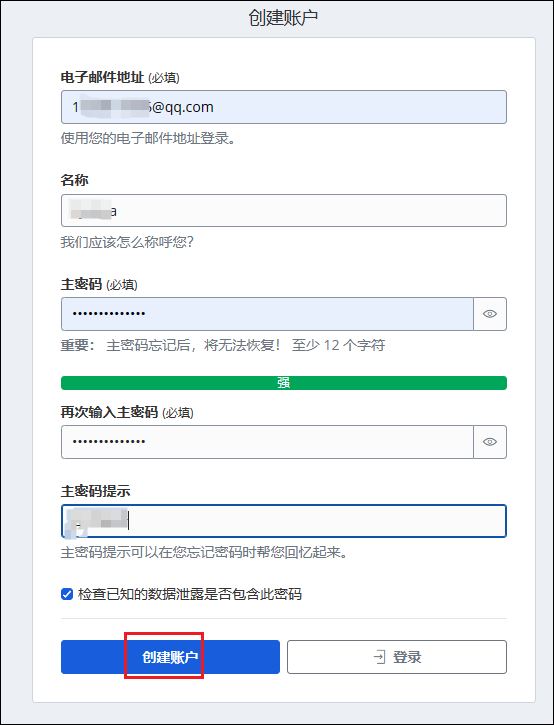 创建账户
电子邮件地址 (必填)
@qq.com
使用您的电子邮件地址登录。
名称
a
我们应该怎么称呼您？
主密码 (必填)
••••••••••••••
重要： 主密码忘记后，将无法恢复！ 至少 12 个字符
强
再次输入主密码 (必填)
••••••••••••••
主密码提示
主密码提示可以在您忘记密码时帮您回忆起来。
检查已知的数据泄露是否包含此密码
创建账户
登录